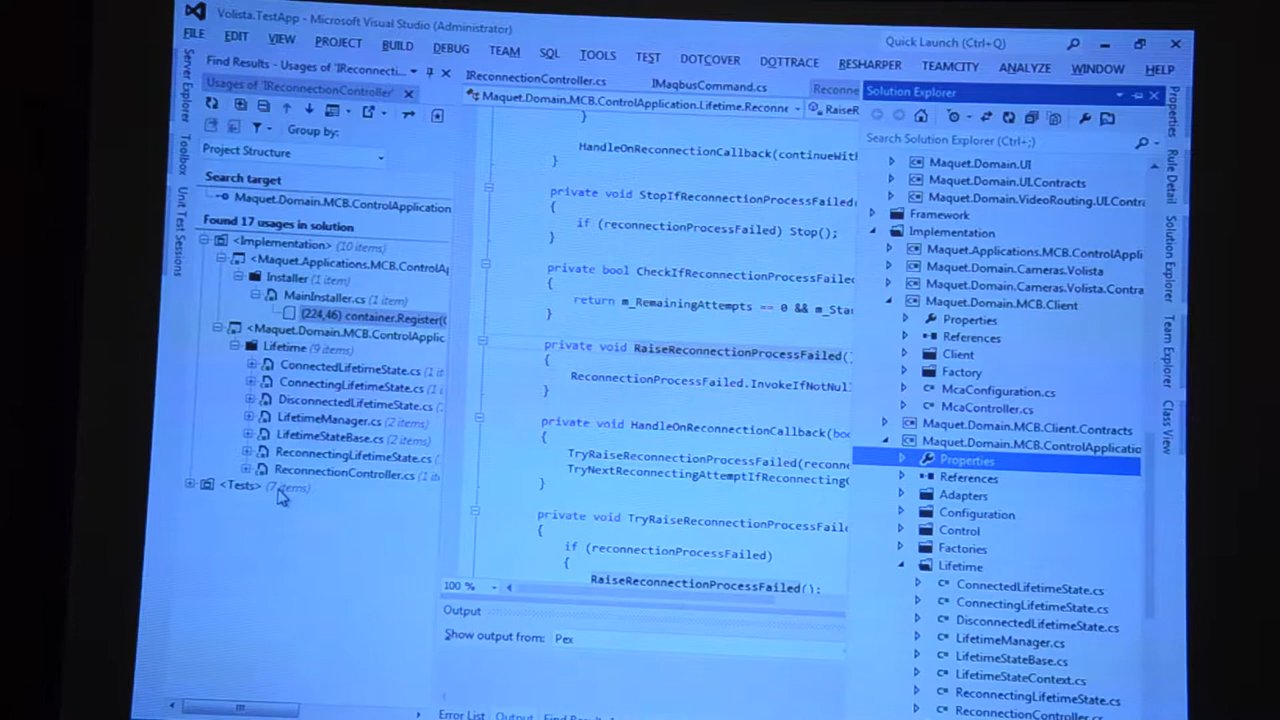 Volista.TestApp - Microsoft Visual Studio (Administrator)
Quick Launch (Ctrl+Q)
FILE EDIT VIEW PROJECT BUILD DEBUG TEAM SQL TOOLS TEST DOTCOVER DOTTRACE RESHARPER TEAMCITY ANALYZE WINDOW HELP
Server Explorer
Toolbox
Unit Test Sessions
Find Results - Usages of 'IReconnecti...
Usages of 'IReconnectionController'
Group by:
Project Structure
Search target
Maquet.Domain.MCB.ControlApplication
Found 17 usages in solution
<Implementation> (10 items)
<Maquet.Applications.MCB.ControlA
Installer (1 item)
MainInstaller.cs (1 item)
(224,46) container.Register(
<Maquet.Domain.MCB.ControlApplic
Lifetime (9 items)
ConnectedLifetimeState.cs (1
ConnectingLifetimeState.cs (1
DisconnectedLifetimeState.cs (
LifetimeManager.cs (2 items)
LifetimeStateBase.cs (2 items)
ReconnectingLifetimeState.cs (
ReconnectionController.cs (1
<Tests> (7 items)
IReconnectionController.cs
IMaqbusCommand.cs
Reconne
Maquet.Domain.MCB.ControlApplication.Lifetime.Reconne
RaiseR
}
HandleOnReconnectionCallback(continueWit
}
private void StopIfReconnectionProcessFailed(
{
if (reconnectionProcessFailed) Stop();
}
private bool CheckIfReconnectionProcessFailed
{
return m_RemainingAttempts == 0 && m_Sta
}
private void RaiseReconnectionProcessFailed()
{
ReconnectionProcessFailed.InvokeIfNotNull
}
private void HandleOnReconnectionCallback(boo
{
TryRaiseReconnectionProcessFailed(reconne
TryNextReconnectingAttemptIfReconnecting
}
private void TryRaiseReconnectionProcessFaile
{
if (reconnectionProcessFailed)
{
RaiseReconnectionProcessFailed();
100 %
Output
Show output from: Pex
Error List Output
Solution Explorer
Search Solution Explorer (Ctrl+;)
Maquet.Domain.UI
Maquet.Domain.UI.Contracts
Maquet.Domain.VideoRouting.UI.Contra
Framework
Implementation
Maquet.Applications.MCB.ControlAppli
Maquet.Domain.Cameras.Volista
Maquet.Domain.Cameras.Volista.Contra
Maquet.Domain.MCB.Client
Properties
References
Client
Factory
McaConfiguration.cs
McaController.cs
Maquet.Domain.MCB.Client.Contracts
Maquet.Domain.MCB.ControlApplicatio
Properties
References
Adapters
Configuration
Control
Factories
Lifetime
ConnectedLifetimeState.cs
ConnectingLifetimeState.cs
DisconnectedLifetimeState.cs
LifetimeManager.cs
LifetimeStateBase.cs
LifetimeStateContext.cs
ReconnectingLifetimeState.cs
ReconnectionController.cs
Properties
Rule Detail
Solution Explorer
Team Explorer
Class View